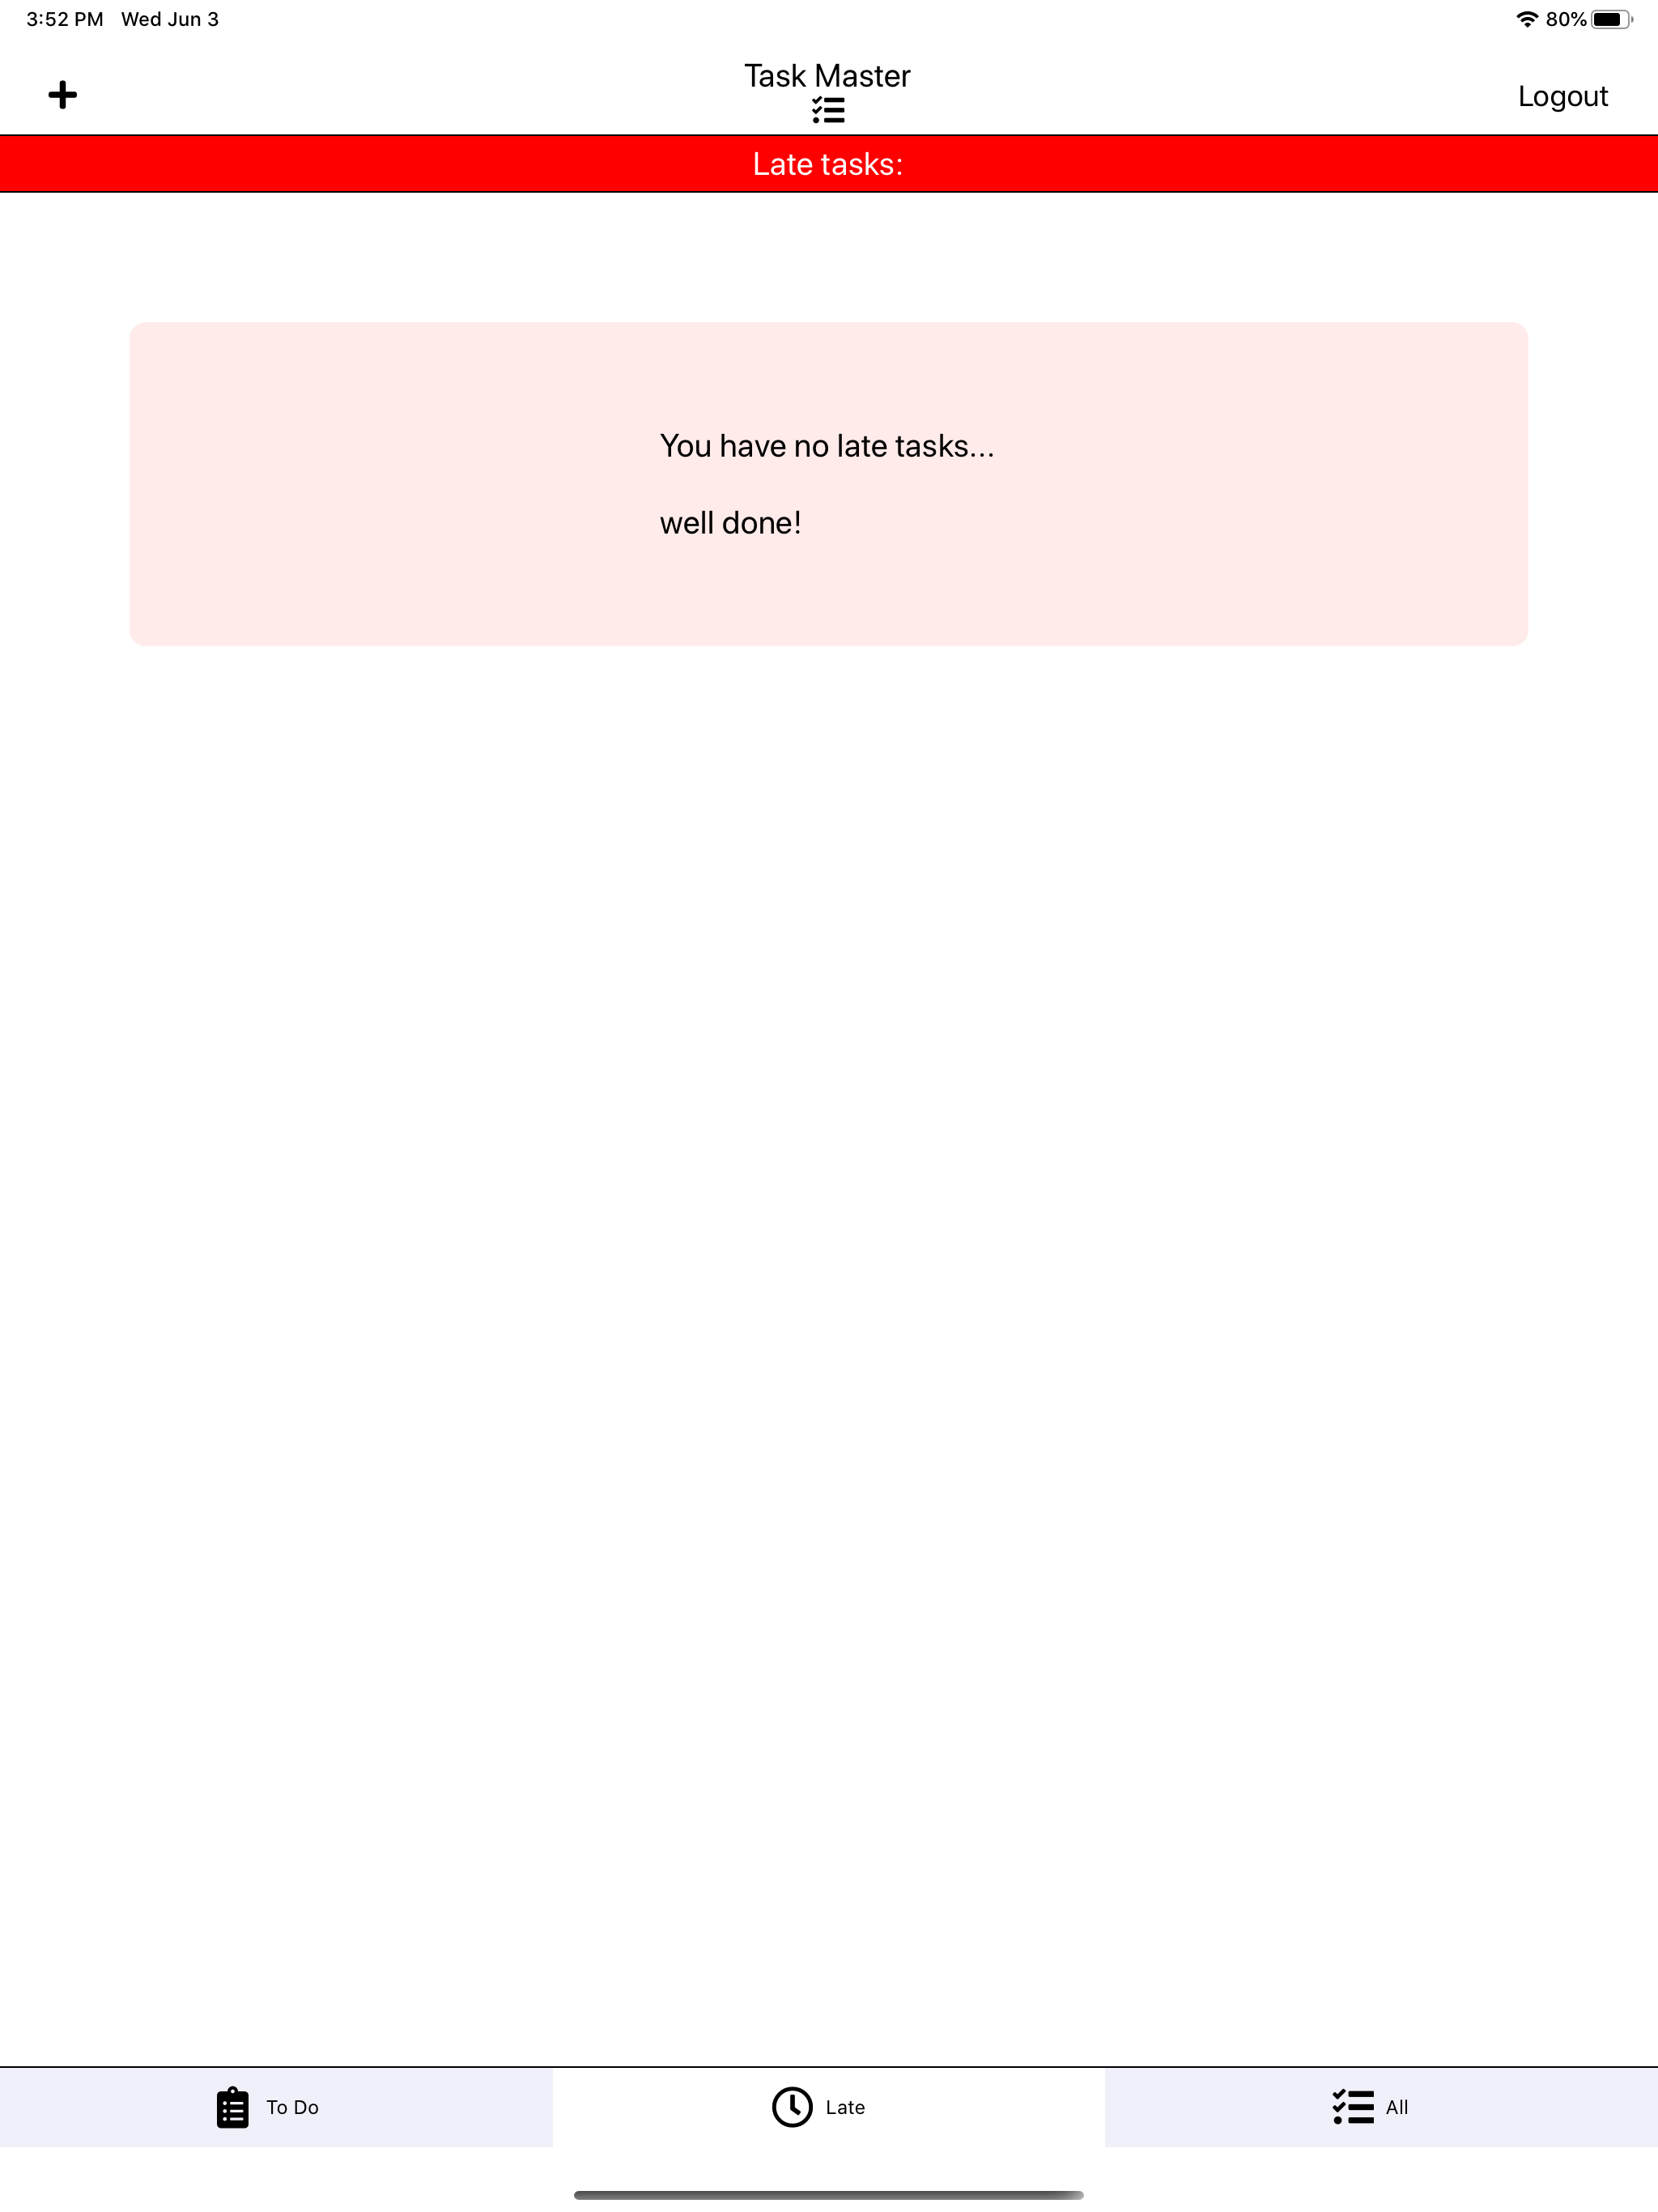 3:52 PM Wed Jun 3 80%
Task Master
Logout
Late tasks:
You have no late tasks...
well done!
To Do Late All